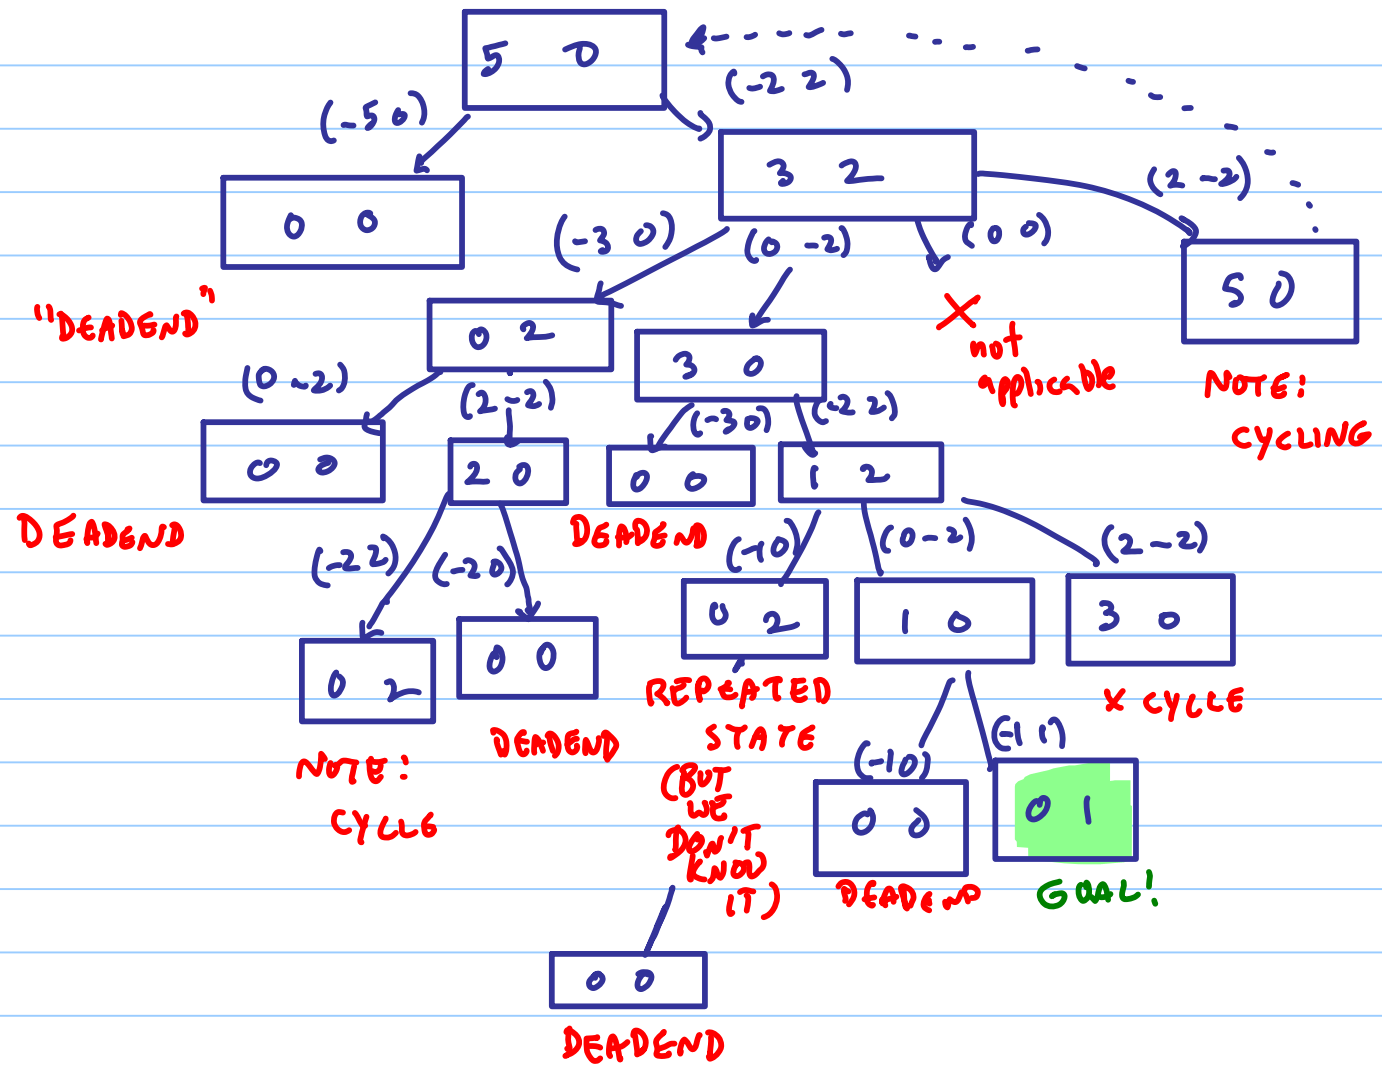 5 0
(-2 2)
(-5 0)
3 2
(2 -2)
0 0
(-3 0)
(0 -2)
(0 0)
5 0
"DEADEND"
0 2
3 0
X
not
applicable
NOTE:
CYCLING
(0 -2)
(2 -2)
(-3 0)
(-2 2)
0 0
2 0
0 0
1 2
DEADEND
DEADEND
(-2 2)
(-2 0)
(-1 0)
(0 -2)
(2 -2)
0 2
1 0
3 0
0 2
0 0
REPEATED
STATE
(BUT
WE
DON'T
KNOW
IT)
X CYCLE
NOTE:
CYCLE
DEADEND
(-1 0)
(-1 1)
0 0
0 1
DEADEND
GOAL!
0 0
DEADEND